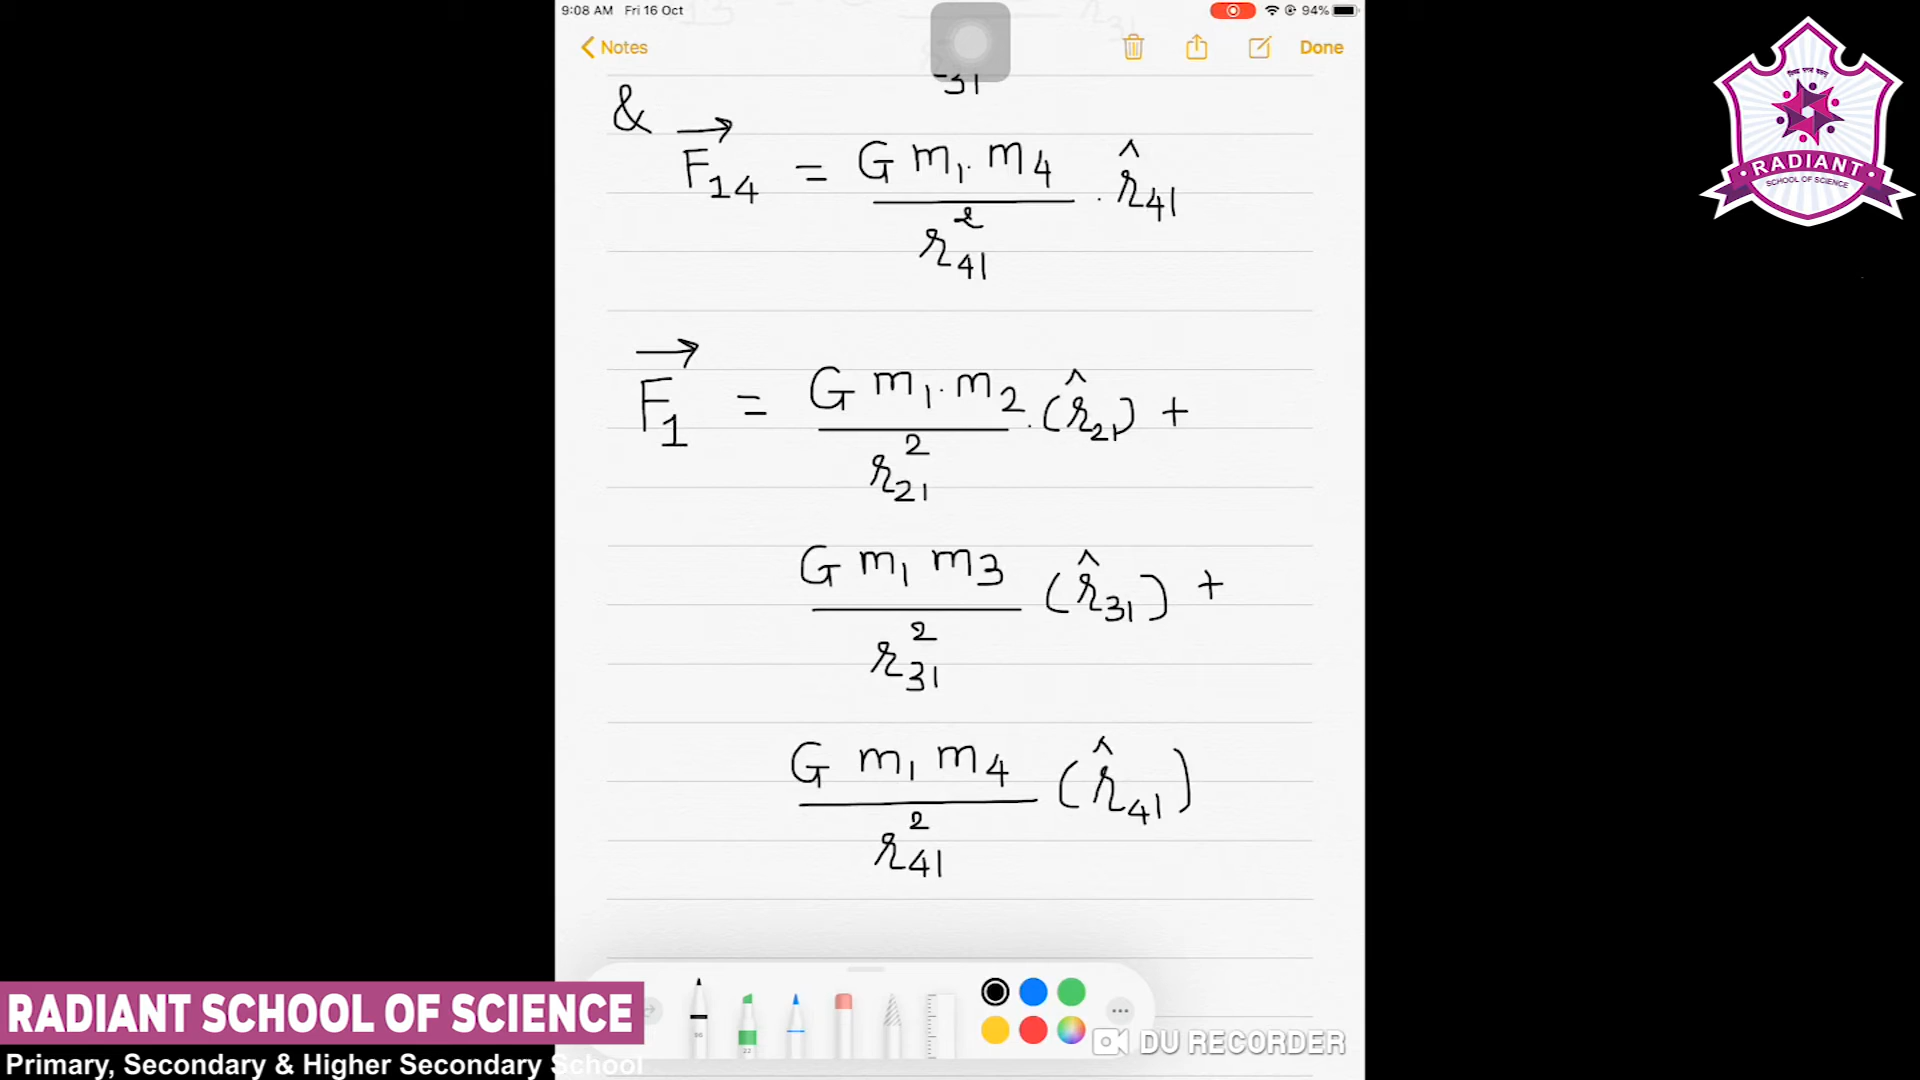 9:08 AM Fri 16 Oct
94%
Notes
Done
31
& F⃗₁₄ = G m₁. m₄ / r₄₁² . r̂₄₁
F⃗₁ = G m₁. m₂ / r₂₁² . (r̂₂₁) +
G m₁ m₃ / r₃₁² (r̂₃₁) +
G m₁ m₄ / r₄₁² (r̂₄₁)
RADIANT
SCHOOL OF SCIENCE
96
22
DU RECORDER
RADIANT SCHOOL OF SCIENCE
Primary, Secondary & Higher Secondary School